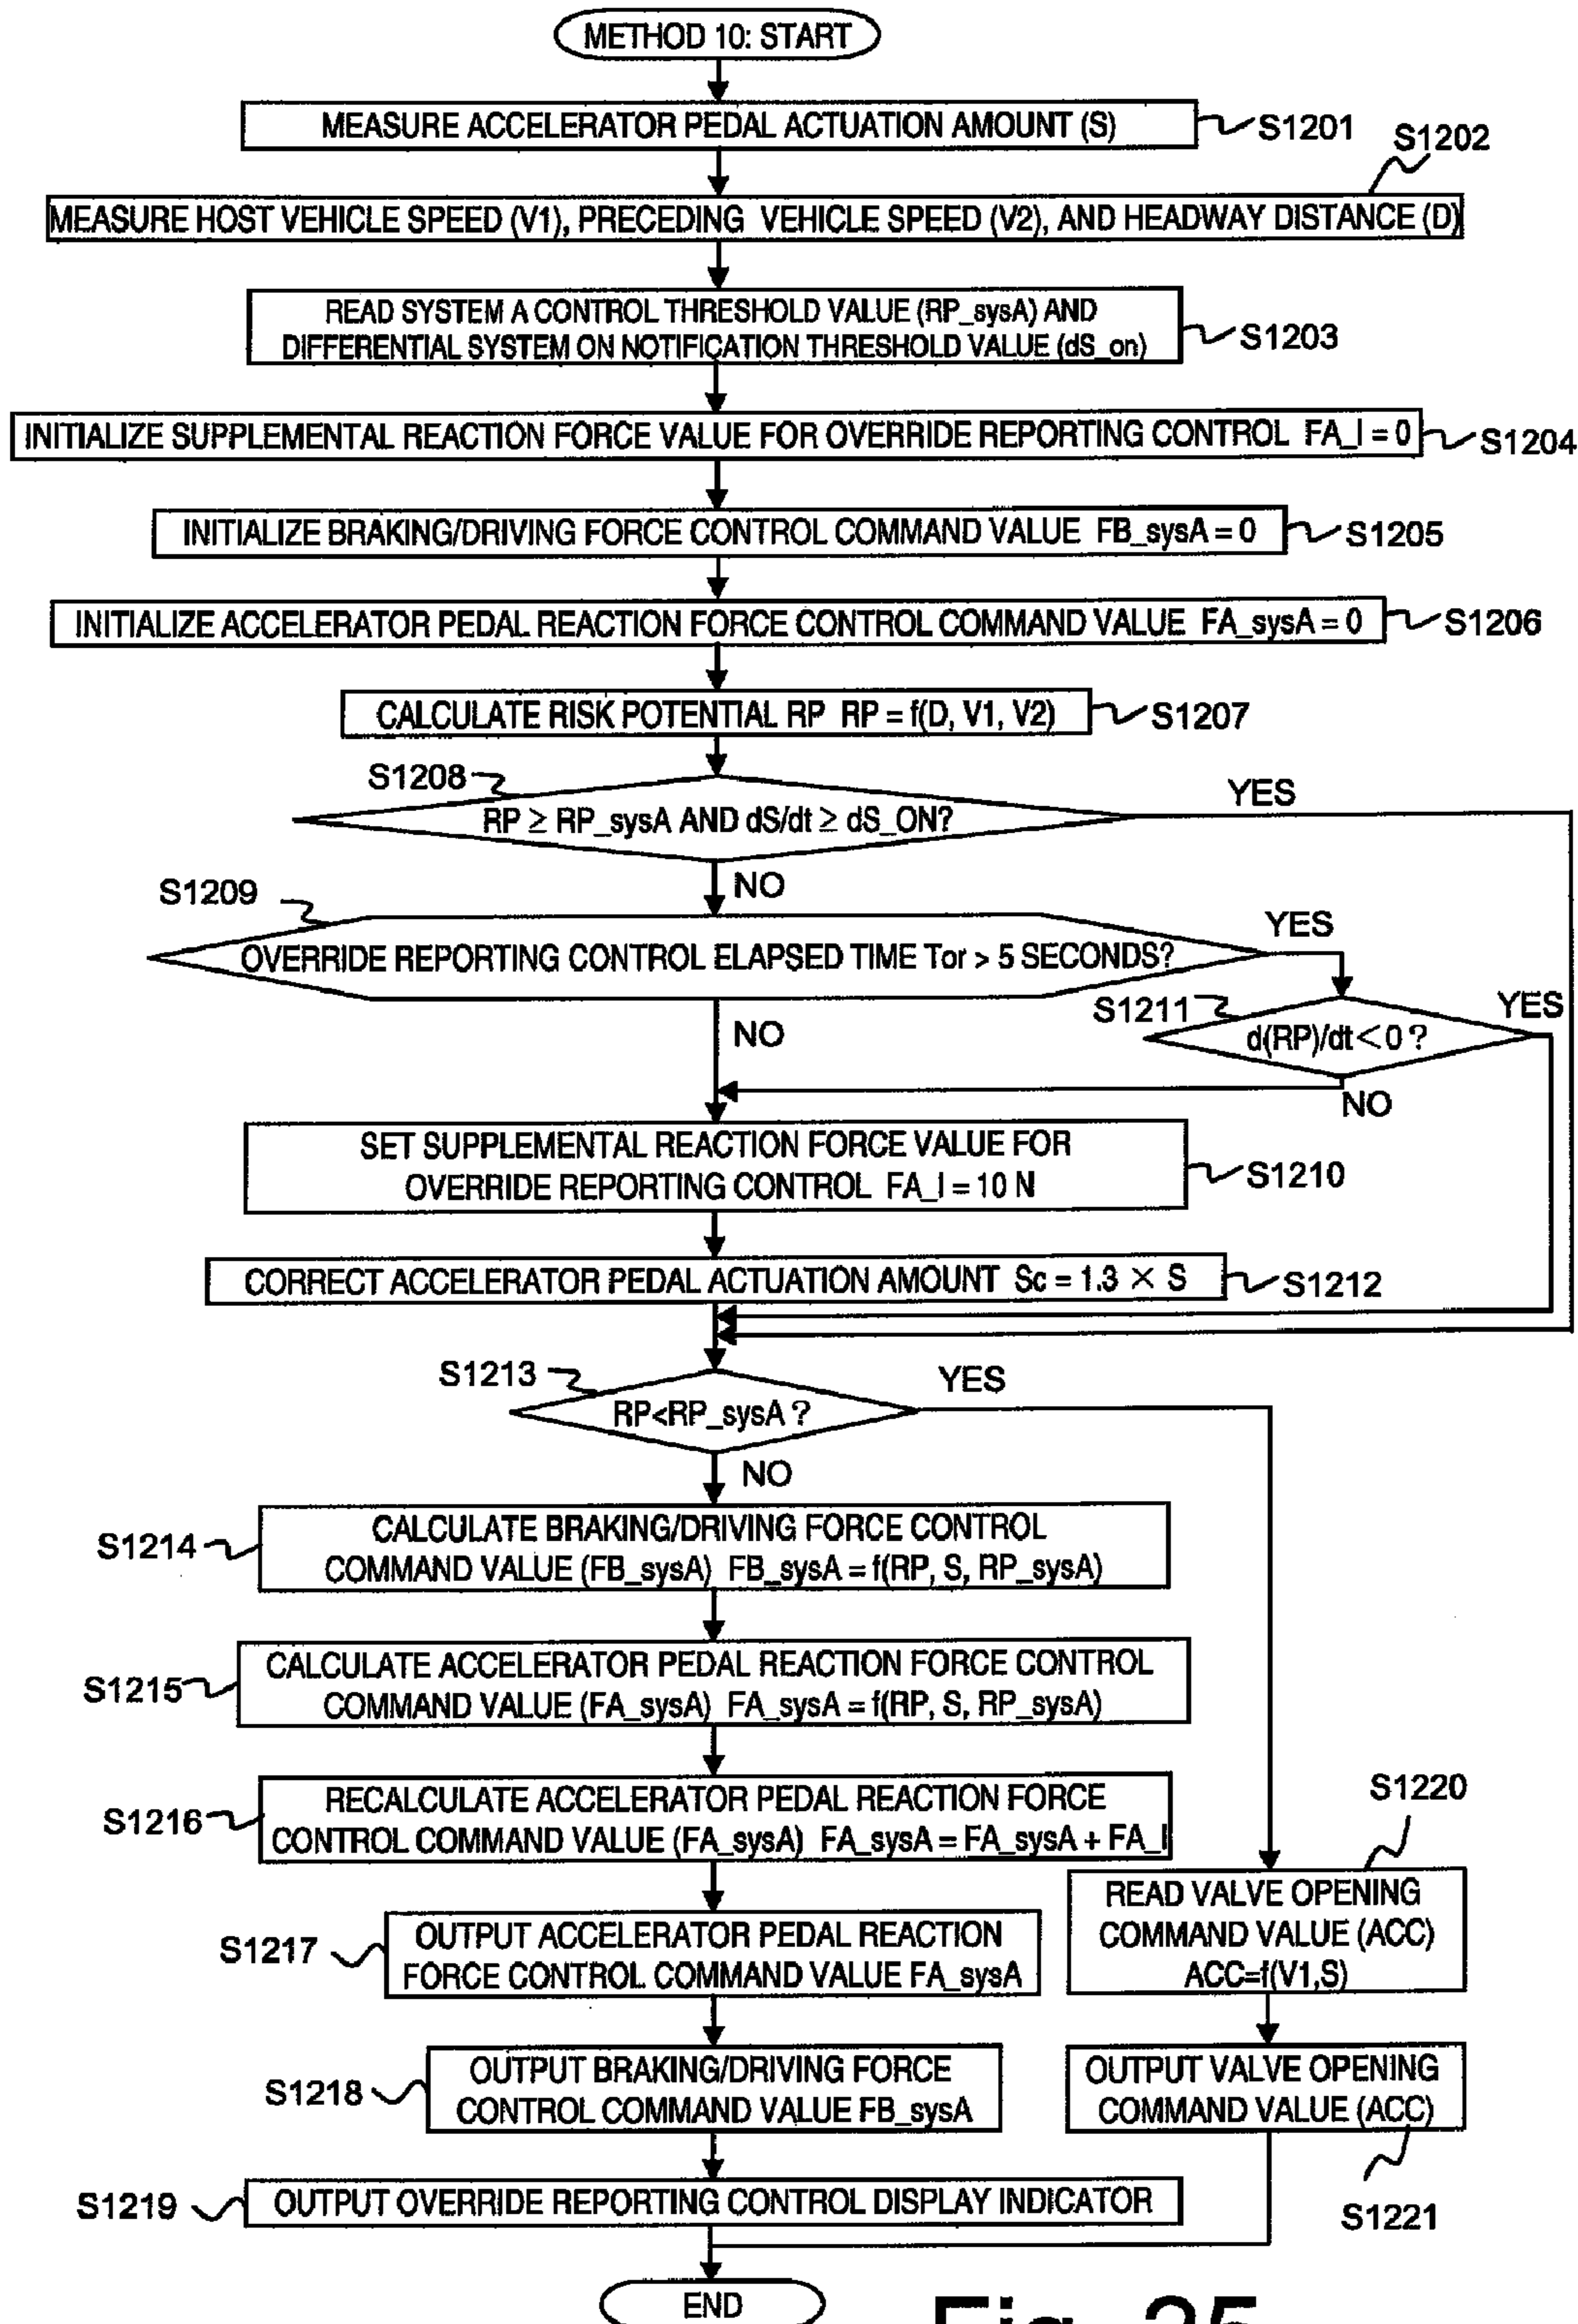 METHOD 10: START
MEASURE ACCELERATOR PEDAL ACTUATION AMOUNT (S)
S1201
S1202
MEASURE HOST VEHICLE SPEED (V1), PRECEDING VEHICLE SPEED (V2), AND HEADWAY DISTANCE (D)
READ SYSTEM A CONTROL THRESHOLD VALUE (RP_sysA) AND
DIFFERENTIAL SYSTEM ON NOTIFICATION THRESHOLD VALUE (dS_on)
S1203
INITIALIZE SUPPLEMENTAL REACTION FORCE VALUE FOR OVERRIDE REPORTING CONTROL FA_I = 0
S1204
INITIALIZE BRAKING/DRIVING FORCE CONTROL COMMAND VALUE FB_sysA = 0
S1205
INITIALIZE ACCELERATOR PEDAL REACTION FORCE CONTROL COMMAND VALUE FA_sysA = 0
S1206
CALCULATE RISK POTENTIAL RP RP = f(D, V1, V2)
S1207
S1208
RP ≥ RP_sysA AND dS/dt ≥ dS_ON?
YES
NO
S1209
OVERRIDE REPORTING CONTROL ELAPSED TIME Tor > 5 SECONDS?
YES
NO
S1211
d(RP)/dt<0 ?
YES
NO
SET SUPPLEMENTAL REACTION FORCE VALUE FOR
OVERRIDE REPORTING CONTROL FA_I = 10 N
S1210
CORRECT ACCELERATOR PEDAL ACTUATION AMOUNT Sc = 1.3 × S
S1212
S1213
RP<RP_sysA ?
YES
NO
S1214
CALCULATE BRAKING/DRIVING FORCE CONTROL
COMMAND VALUE (FB_sysA) FB_sysA = f(RP, S, RP_sysA)
S1215
CALCULATE ACCELERATOR PEDAL REACTION FORCE CONTROL
COMMAND VALUE (FA_sysA) FA_sysA = f(RP, S, RP_sysA)
S1216
RECALCULATE ACCELERATOR PEDAL REACTION FORCE
CONTROL COMMAND VALUE (FA_sysA) FA_sysA = FA_sysA + FA_I
S1217
OUTPUT ACCELERATOR PEDAL REACTION
FORCE CONTROL COMMAND VALUE FA_sysA
S1218
OUTPUT BRAKING/DRIVING FORCE
CONTROL COMMAND VALUE FB_sysA
S1219
OUTPUT OVERRIDE REPORTING CONTROL DISPLAY INDICATOR
S1220
READ VALVE OPENING
COMMAND VALUE (ACC)
ACC=f(V1,S)
OUTPUT VALVE OPENING
COMMAND VALUE (ACC)
S1221
END
Fig. 25